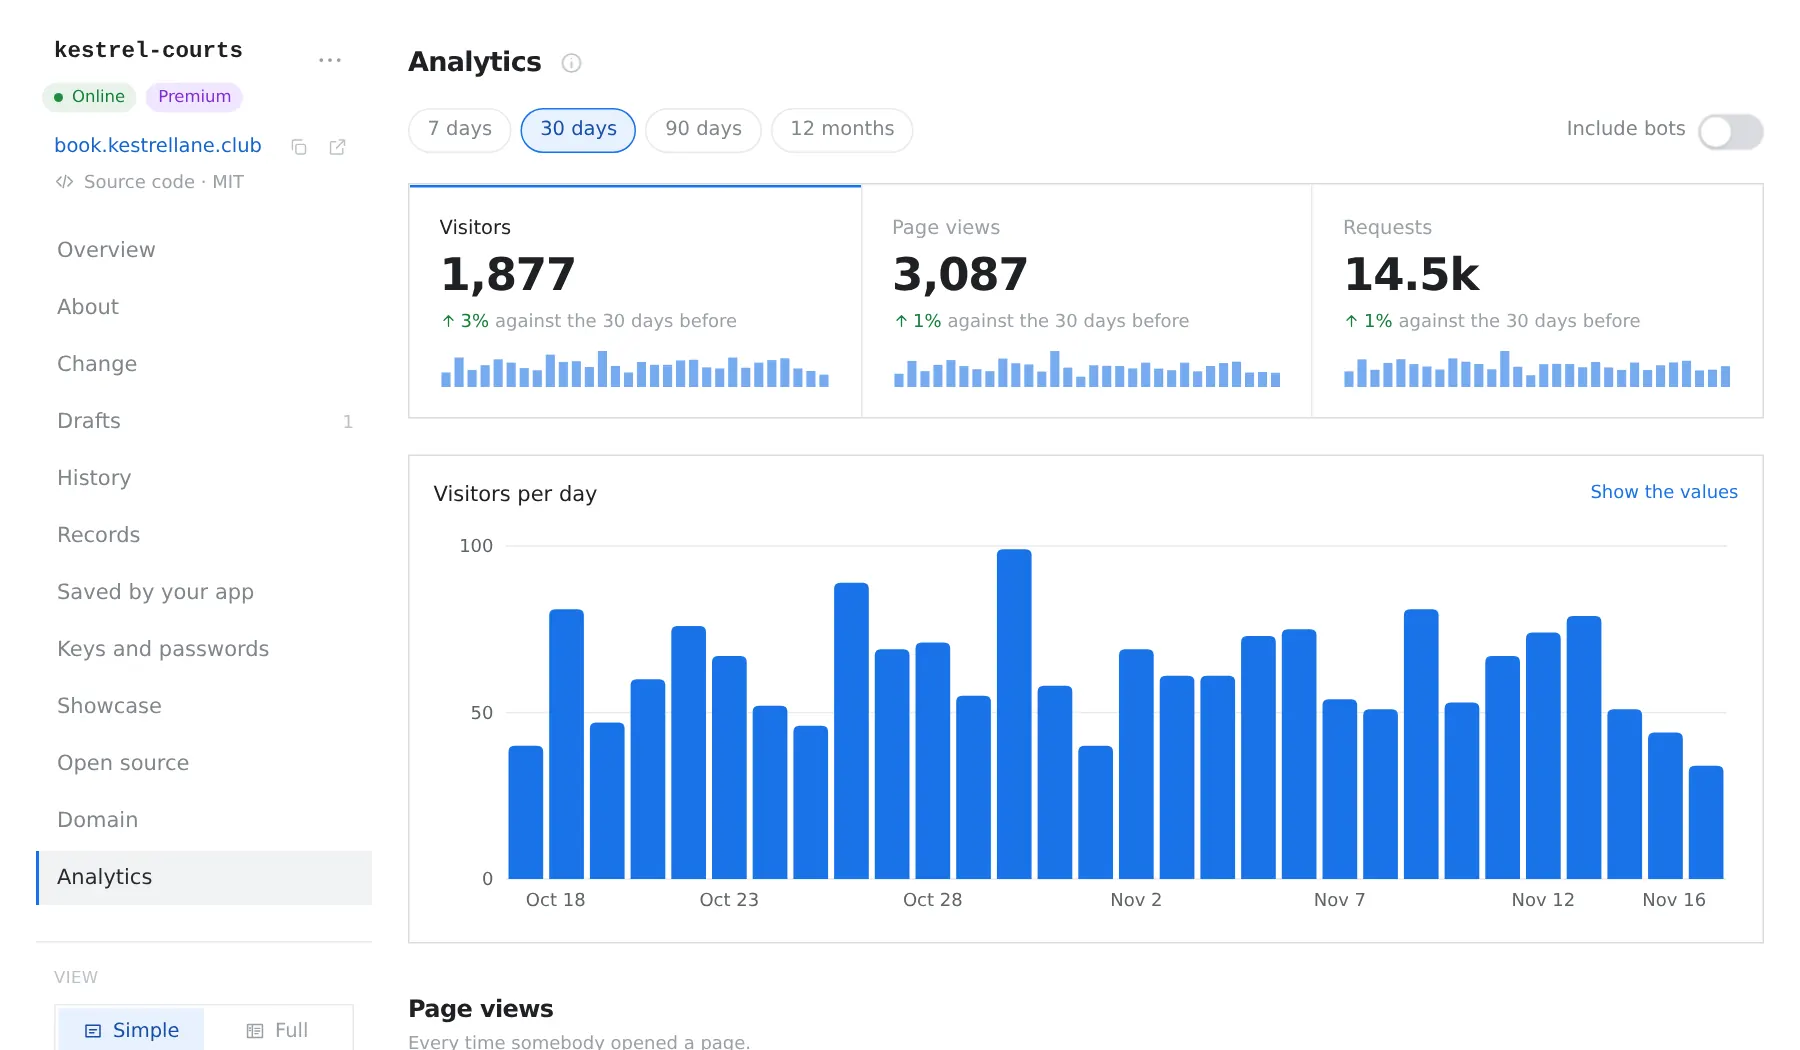 kestrel-courts
Online
Premium
book.kestrellane.club
Source code · MIT
Overview
About
Change
Drafts 1
History
Records
Saved by your app
Keys and passwords
Showcase
Open source
Domain
Analytics
VIEW
Simple
Full
Analytics
7 days
30 days
90 days
12 months
Include bots
Visitors
1,877
↑ 3% against the 30 days before
Page views
3,087
↑ 1% against the 30 days before
Requests
14.5k
↑ 1% against the 30 days before
Visitors per day
Show the values
100
50
0
Oct 18 Oct 23 Oct 28 Nov 2 Nov 7 Nov 12 Nov 16
Page views
Every time somebody opened a page.